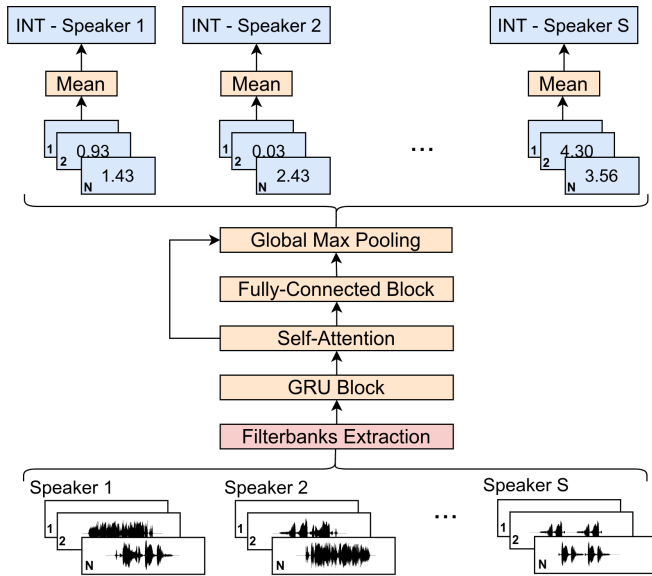 INT - Speaker 1 INT - Speaker 2 INT - Speaker S
Mean Mean Mean
1 2 0.93 N 1.43
1 2 0.03 N 2.43
...
1 2 4.30 N 3.56
Global Max Pooling
Fully-Connected Block
Self-Attention
GRU Block
Filterbanks Extraction
Speaker 1 Speaker 2 Speaker S
1 2 N
1 2 N
...
1 2 N